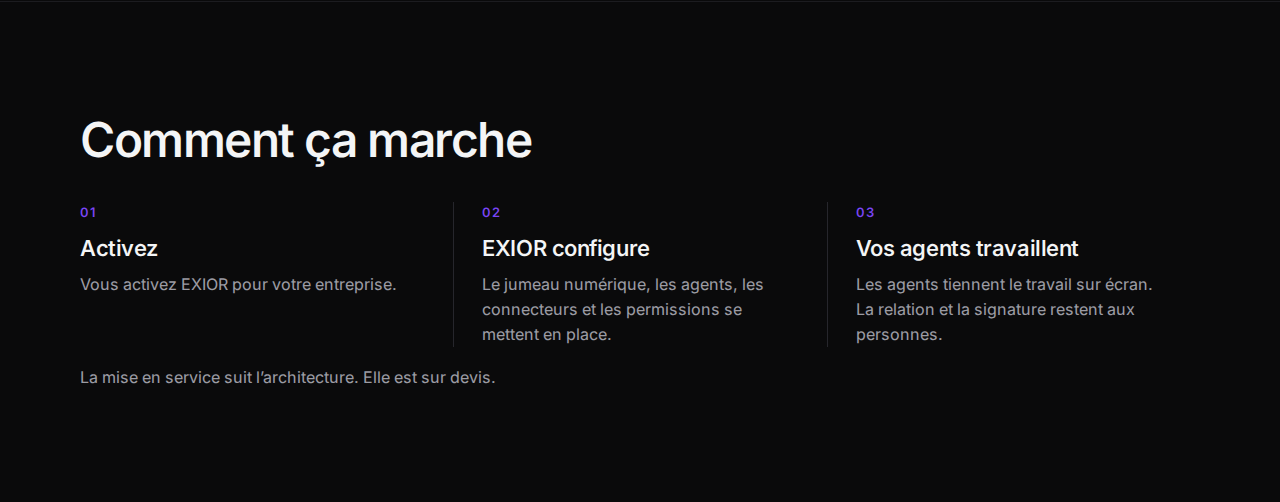 Comment ça marche
01
Activez
Vous activez EXIOR pour votre entreprise.
02
EXIOR configure
Le jumeau numérique, les agents, les
connecteurs et les permissions se
mettent en place.
03
Vos agents travaillent
Les agents tiennent le travail sur écran.
La relation et la signature restent aux
personnes.
La mise en service suit l’architecture. Elle est sur devis.